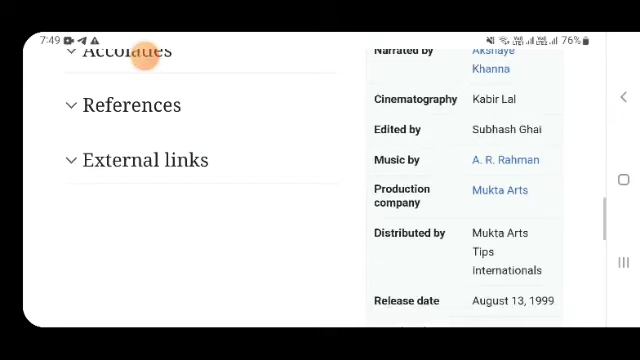 7:49
76%
Accolades
References
External links
Narrated by Akshaye
Khanna
Cinematography Kabir Lal
Edited by Subhash Ghai
Music by A. R. Rahman
Production Mukta Arts
company
Distributed by Mukta Arts
Tips
Internationals
Release date August 13, 1999